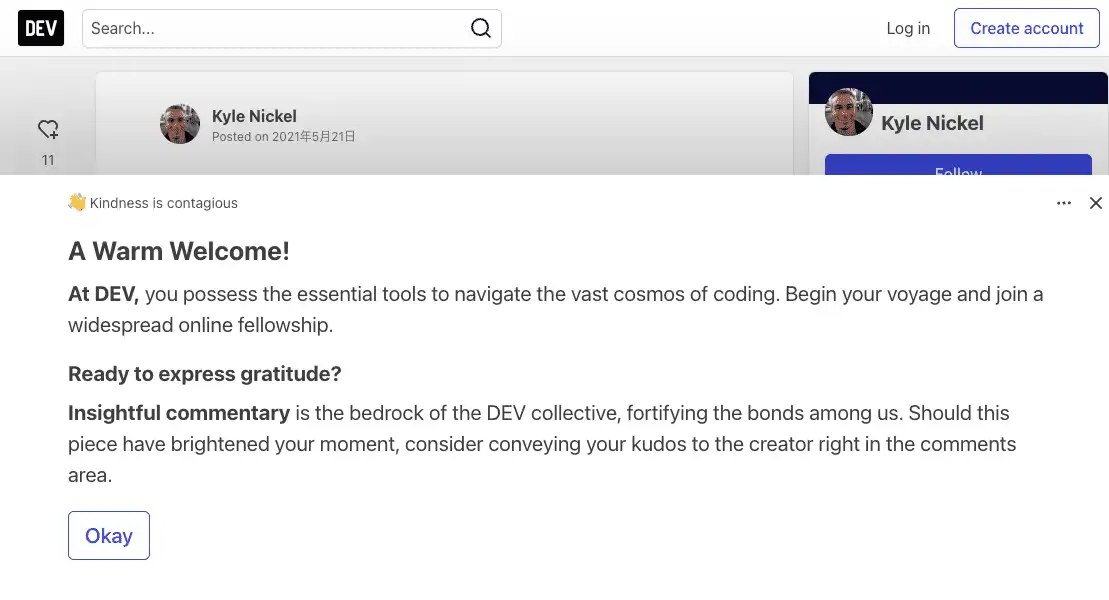 DEV
Search...
Log in
Create account
Kyle Nickel
Posted on 2021年5月21日
11
Kyle Nickel
Follow
👋 Kindness is contagious
A Warm Welcome!
At DEV, you possess the essential tools to navigate the vast cosmos of coding. Begin your voyage and join a
widespread online fellowship.
Ready to express gratitude?
Insightful commentary is the bedrock of the DEV collective, fortifying the bonds among us. Should this
piece have brightened your moment, consider conveying your kudos to the creator right in the comments
area.
Okay